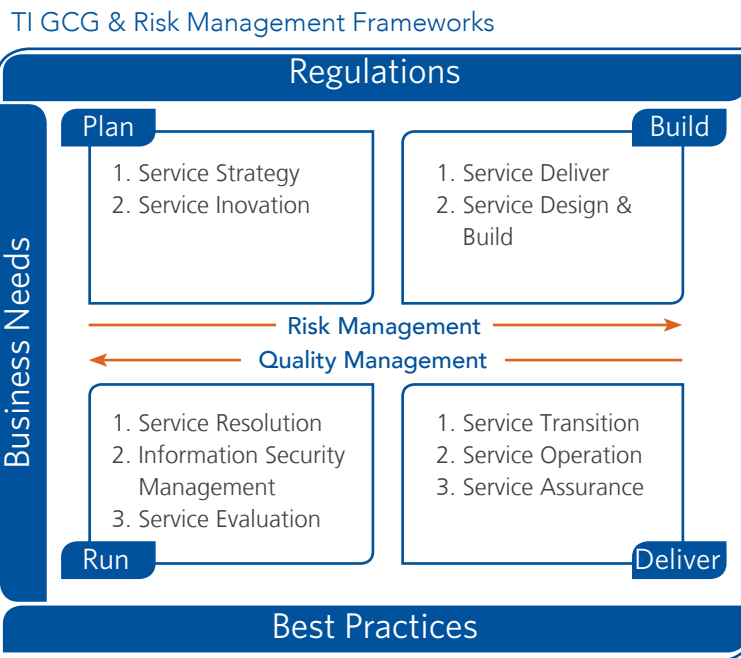 TI GCG & Risk Management Frameworks
Regulations
Business Needs
Plan
1. Service Strategy
2. Service Inovation
Build
1. Service Deliver
2. Service Design &
Build
Risk Management
Quality Management
1. Service Resolution
2. Information Security
Management
3. Service Evaluation
Run
1. Service Transition
2. Service Operation
3. Service Assurance
Deliver
Best Practices